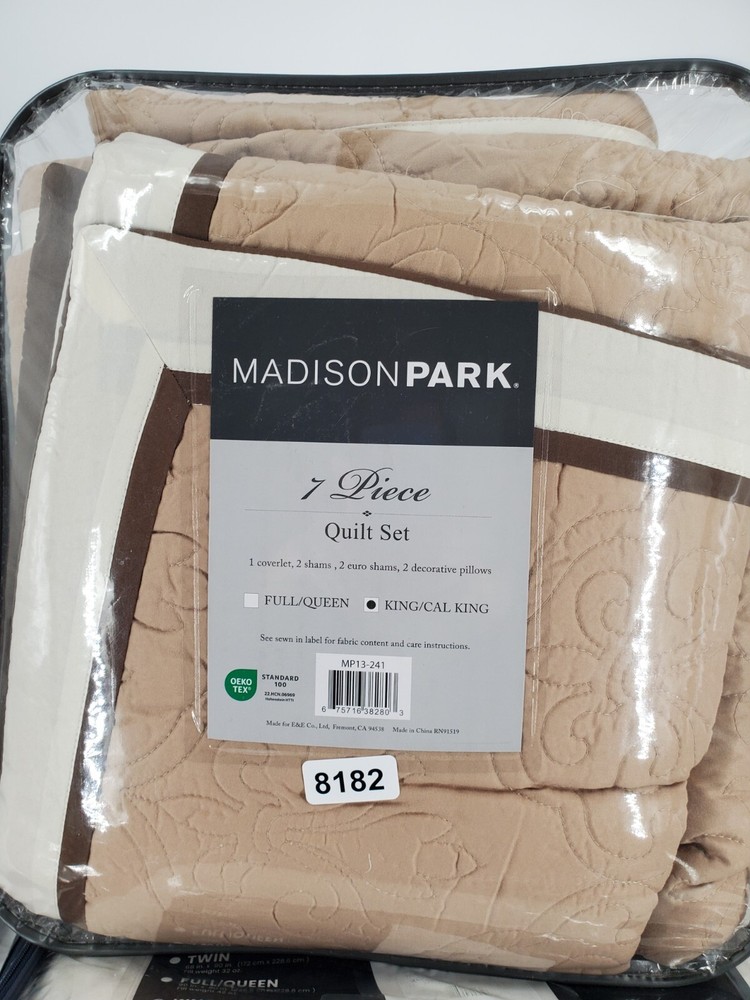 MADISONPARK®
7 Piece
Quilt Set
1 coverlet, 2 shams , 2 euro shams, 2 decorative pillows
FULL/QUEEN KING/CAL KING
See sewn in label for fabric content and care instructions.
OEKO
TEX®
STANDARD
100
MP13-241
6 75716 38280 3
Made for E&E Co., Ltd, Fremont, CA 94538 Made in China RN91519
8182
TWIN
FULL/QUEEN